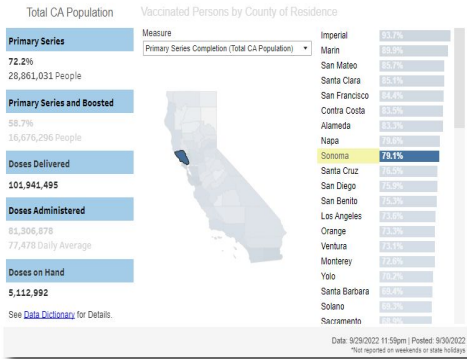 Total CA Population
Vaccinated Persons by County of Residence
Primary Series
72.2%
28,861,031 People
Primary Series and Boosted
58.7%
16,676,296 People
Doses Delivered
101,941,495
Doses Administered
81,306,878
77,478 Daily Average
Doses on Hand
5,112,992
See Data Dictionary for Details.
Measure
Primary Series Completion (Total CA Population)
Imperial 93.7%
Marin 89.9%
San Mateo 85.7%
Santa Clara 85.1%
San Francisco 84.4%
Contra Costa 83.5%
Alameda 83.3%
Napa 79.6%
Sonoma 79.1%
Santa Cruz 76.5%
San Diego 75.9%
San Benito 75.3%
Los Angeles 73.6%
Orange 73.3%
Ventura 73.1%
Monterey 72.6%
Yolo 70.2%
Santa Barbara 69.4%
Solano 69.3%
Sacramento
Data: 9/29/2022 11:59pm | Posted: 9/30/2022
*Not reported on weekends or state holidays